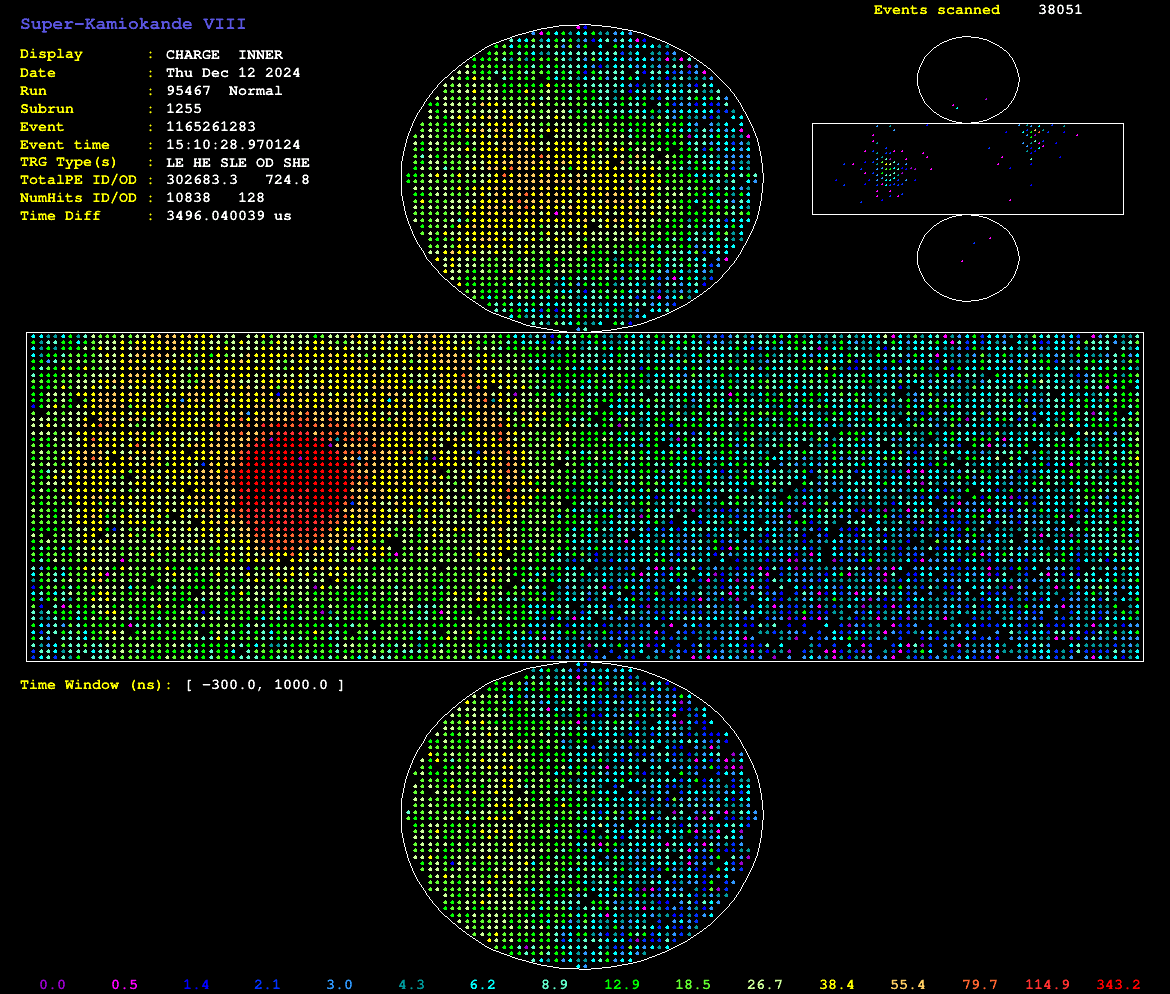 Super-Kamiokande VIII
Events scanned 38051
Display : CHARGE INNER
Date : Thu Dec 12 2024
Run : 95467 Normal
Subrun : 1255
Event : 1165261283
Event time : 15:10:28.970124
TRG Type(s) : LE HE SLE OD SHE
TotalPE ID/OD : 302683.3 724.8
NumHits ID/OD : 10838 128
Time Diff : 3496.040039 us
Time Window (ns): [ −300.0, 1000.0 ]
0.0 0.5 1.4 2.1 3.0 4.3 6.2 8.9 12.9 18.5 26.7 38.4 55.4 79.7 114.9 343.2